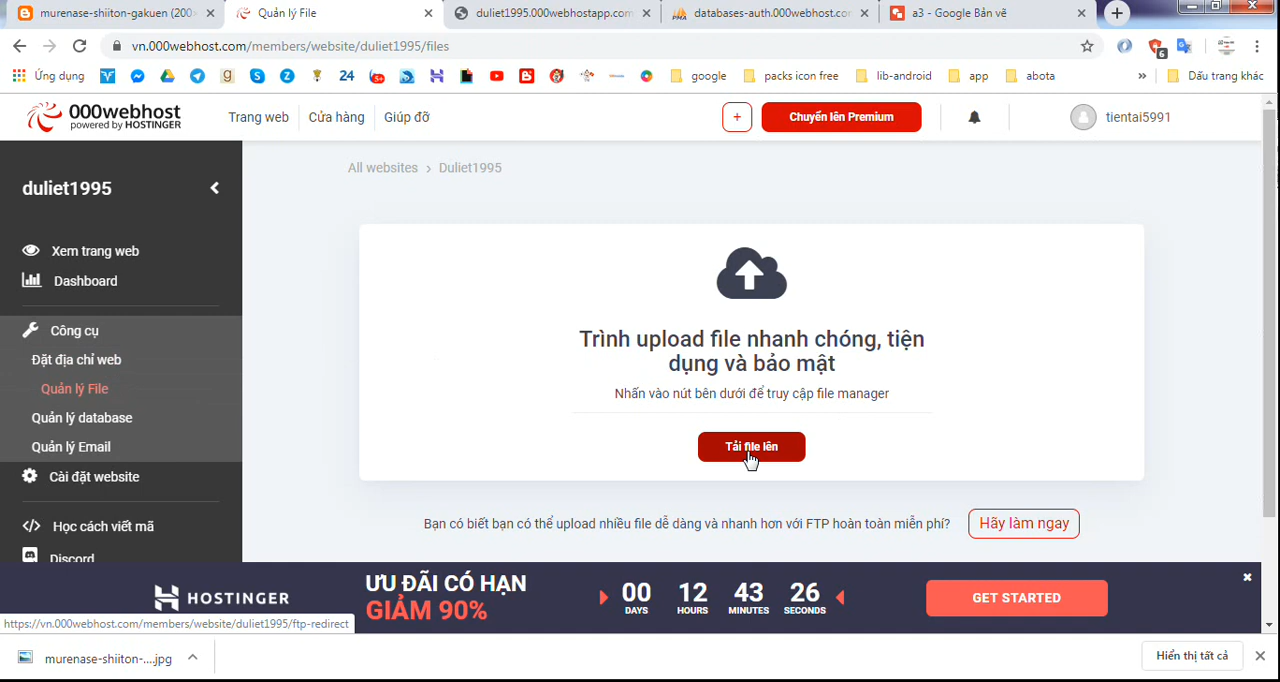 murenase-shiiton-gakuen (200
Quản lý File
duliet1995.000webhostapp.com
databases-auth.000webhost.co
a3 - Google Bản vẽ
vn.000webhost.com/members/website/duliet1995/files
6
Ứng dụng
24
google
packs icon free
lib-android
app
abota
»
Dấu trang khác
000webhost
powered by HOSTINGER
Trang web
Cửa hàng
Giúp đỡ
+
Chuyển lên Premium
tientai5991
duliet1995
All websites › Duliet1995
Xem trang web
Dashboard
Công cụ
Đặt địa chỉ web
Quản lý File
Quản lý database
Quản lý Email
Cài đặt website
Học cách viết mã
Discord
Trình upload file nhanh chóng, tiện
dụng và bảo mật
Nhấn vào nút bên dưới để truy cập file manager
Tải file lên
Bạn có biết bạn có thể upload nhiều file dễ dàng và nhanh hơn với FTP hoàn toàn miễn phí?
Hãy làm ngay
HOSTINGER
ƯU ĐÃI CÓ HẠN
GIẢM 90%
00 12 43 26
DAYS HOURS MINUTES SECONDS
GET STARTED
https://vn.000webhost.com/members/website/duliet1995/ftp-redirect
murenase-shiiton-....jpg
Hiển thị tất cả